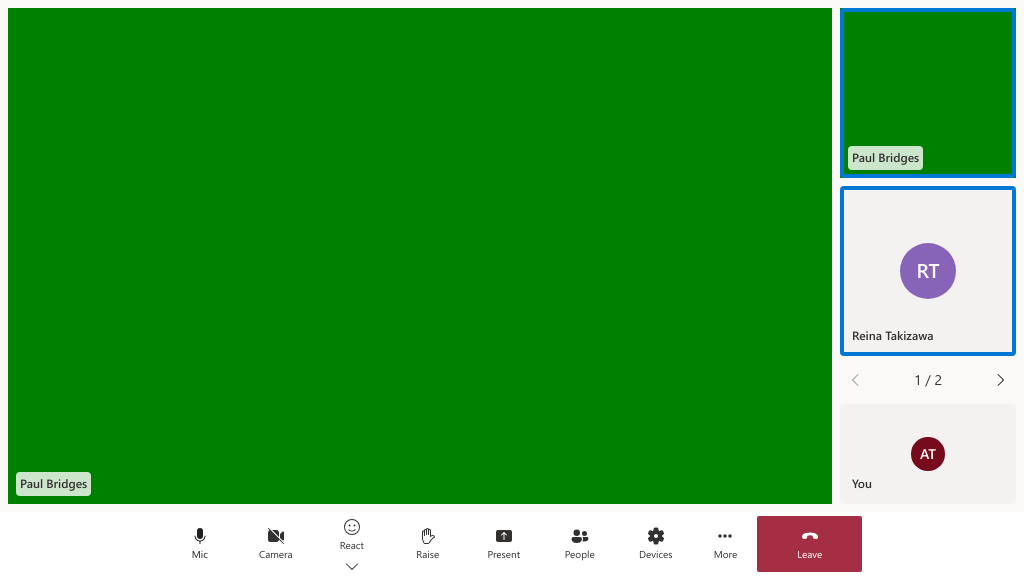 Paul Bridges
Paul Bridges
RT
Reina Takizawa
1 / 2
AT
You
Mic
Camera
React
Raise
Present
People
Devices
More
Leave